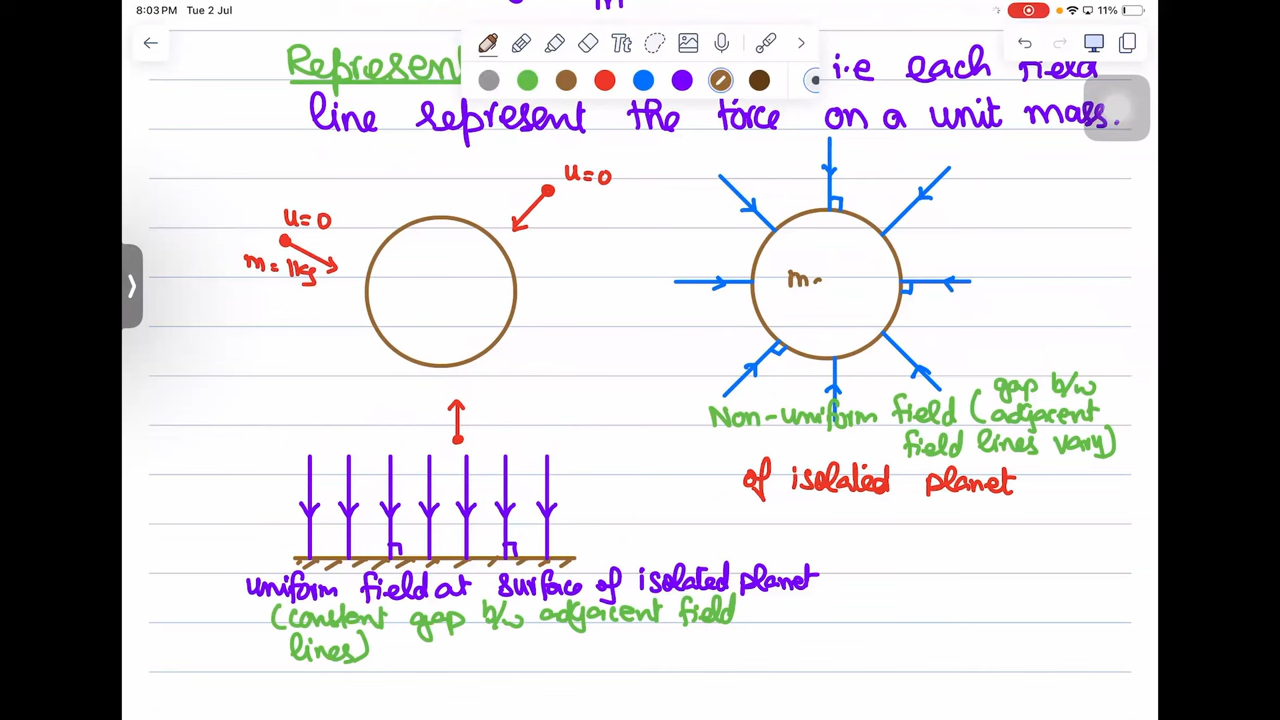 8:03 PM Tue 2 Jul
11%
m
Tt
Represent
i.e each field
line represent the force on a unit mass.
u=0
u=0
m=1kg
m.
Non-uniform field (gap b/w
adjacent
field lines vary)
of isolated planet
uniform field at surface of isolated planet
(constant gap b/w adjacent field
lines)